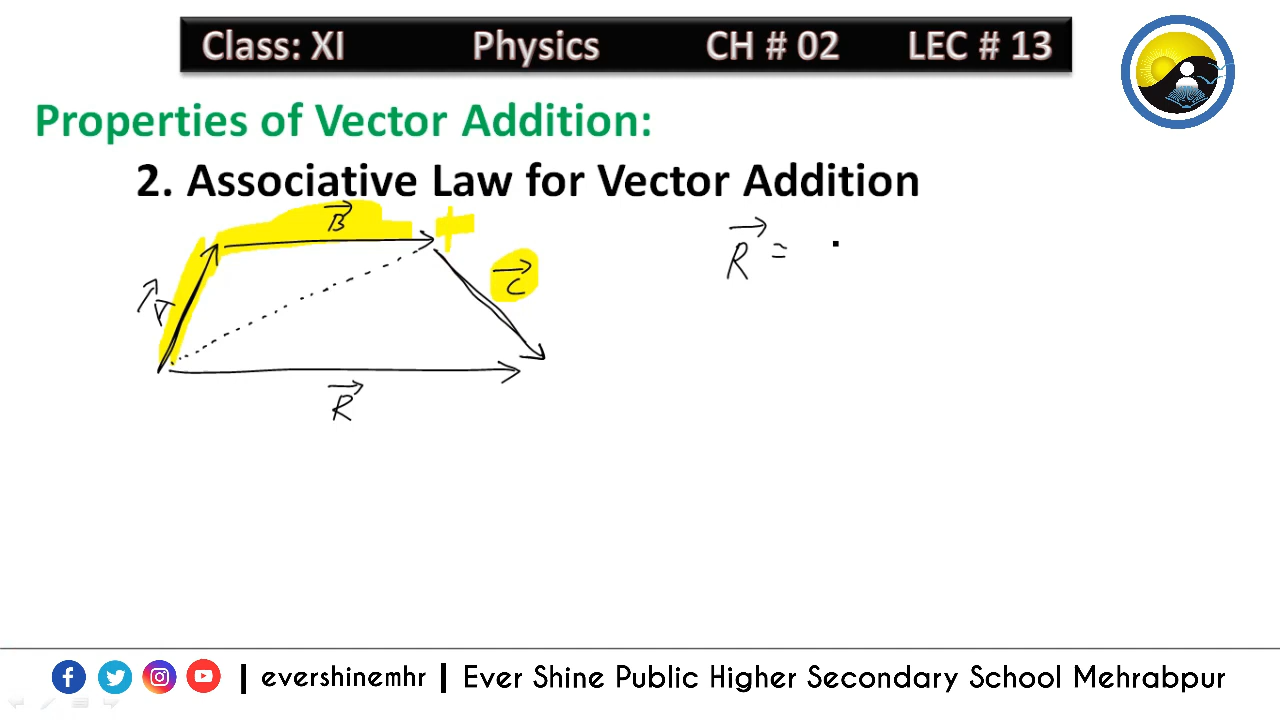 Class: XI Physics CH # 02 LEC # 13
Properties of Vector Addition:
2. Associative Law for Vector Addition
B
R =
C
A
R
| evershinemhr | Ever Shine Public Higher Secondary School Mehrabpur